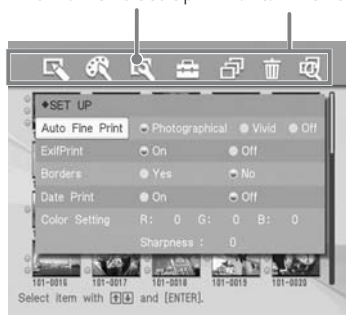 ◆SET UP
Auto Fine Print Photographical Vivid Off
ExifPrint On Off
Borders Yes No
Date Print On Off
Color Setting R: 0 G: 0 B: 0
Sharpness : 0
101-0016 101-0017 101-0018 101-0019 101-0020
Select item with [↑][↓] and [ENTER].